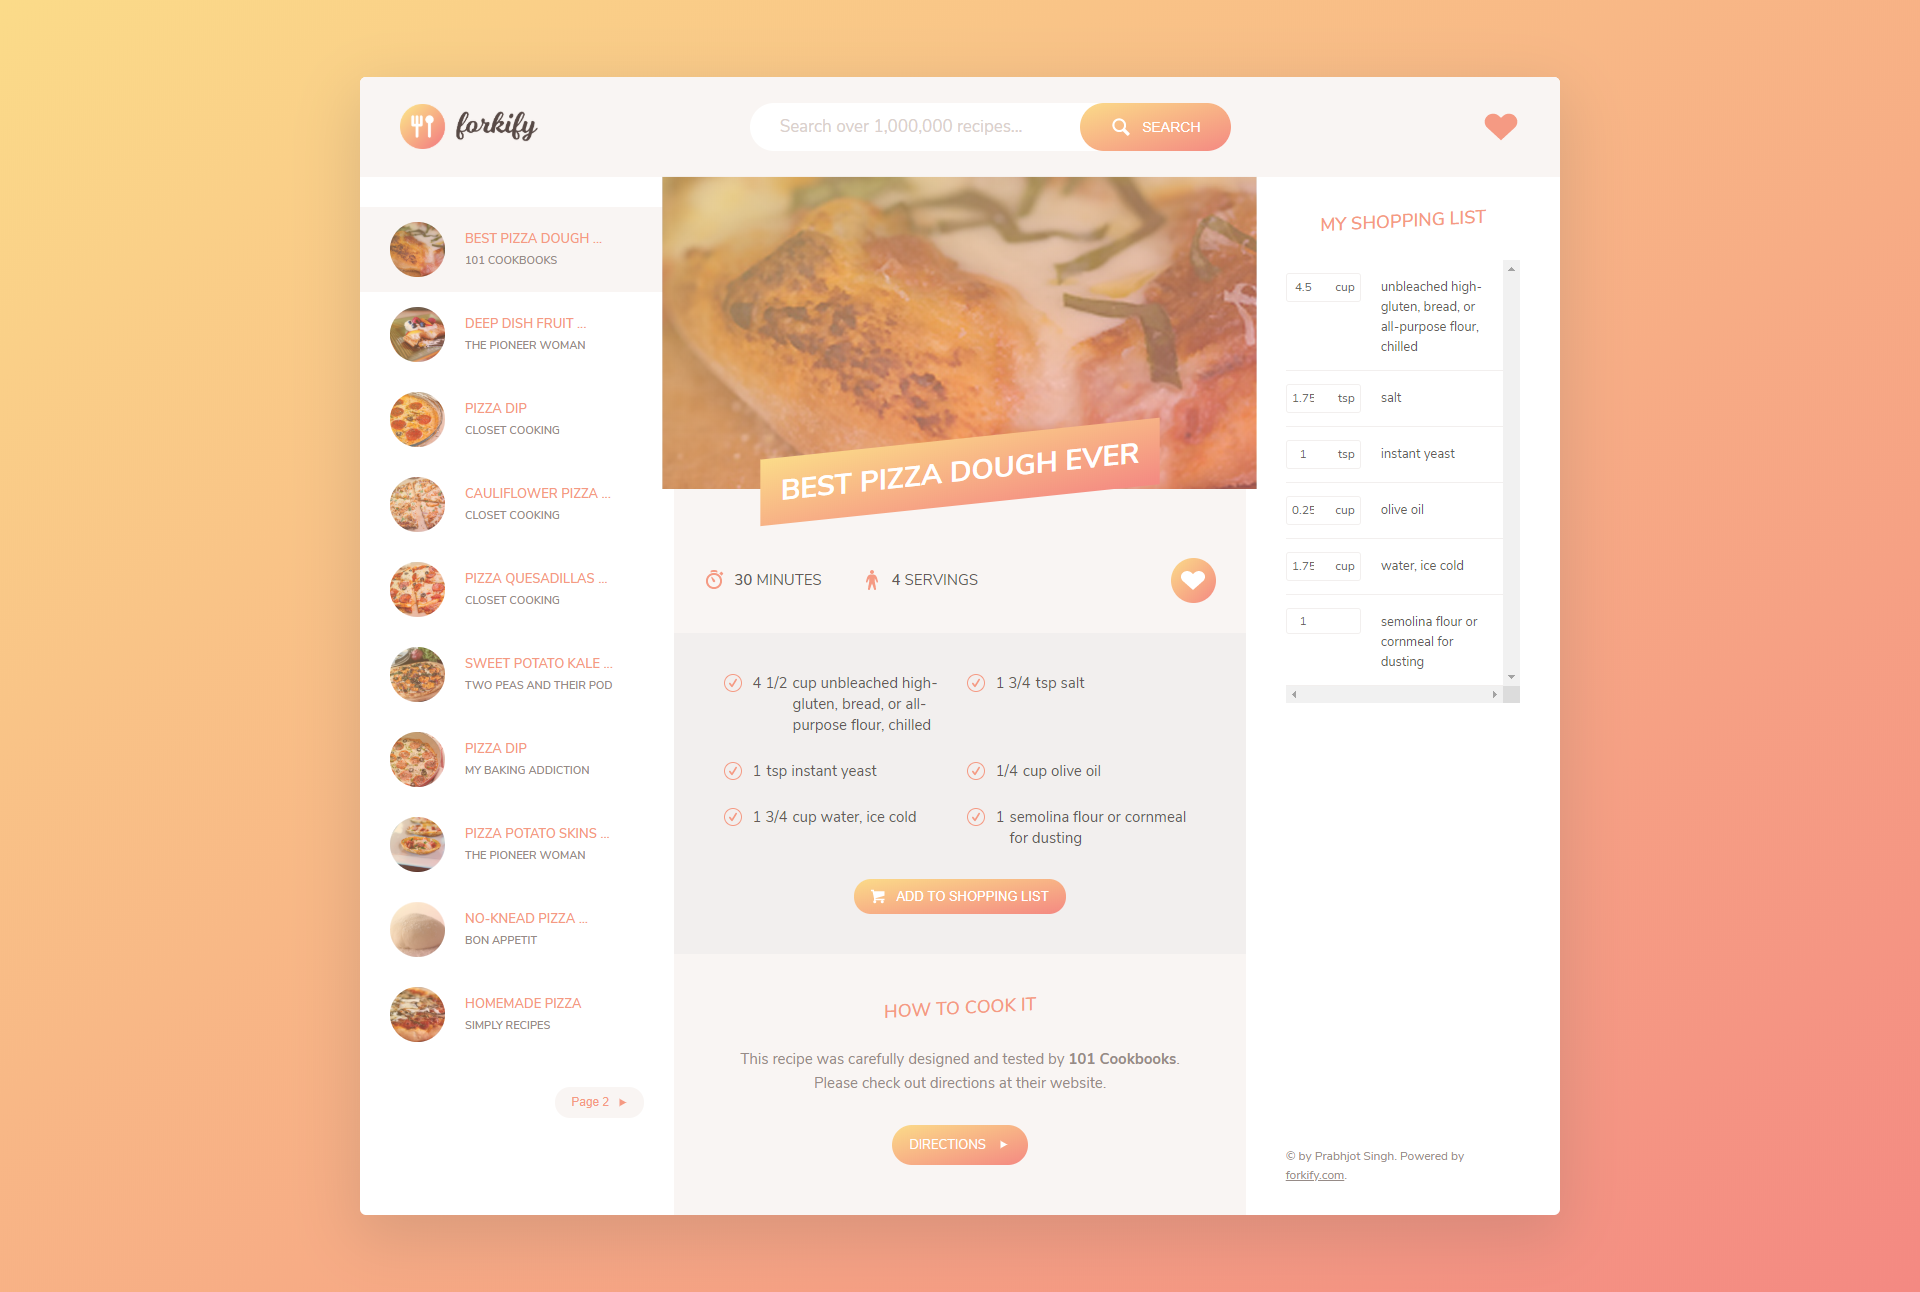 forkify
Search over 1,000,000 recipes...
SEARCH
BEST PIZZA DOUGH ...
101 COOKBOOKS
DEEP DISH FRUIT ...
THE PIONEER WOMAN
PIZZA DIP
CLOSET COOKING
CAULIFLOWER PIZZA ...
CLOSET COOKING
PIZZA QUESADILLAS ...
CLOSET COOKING
SWEET POTATO KALE ...
TWO PEAS AND THEIR POD
PIZZA DIP
MY BAKING ADDICTION
PIZZA POTATO SKINS ...
THE PIONEER WOMAN
NO-KNEAD PIZZA ...
BON APPETIT
HOMEMADE PIZZA
SIMPLY RECIPES
Page 2
BEST PIZZA DOUGH EVER
30 MINUTES
4 SERVINGS
4 1/2 cup unbleached high-
gluten, bread, or all-
purpose flour, chilled
1 3/4 tsp salt
1 tsp instant yeast
1/4 cup olive oil
1 3/4 cup water, ice cold
1 semolina flour or cornmeal
for dusting
ADD TO SHOPPING LIST
HOW TO COOK IT
This recipe was carefully designed and tested by 101 Cookbooks.
Please check out directions at their website.
DIRECTIONS
MY SHOPPING LIST
4.5 cup unbleached high-
gluten, bread, or
all-purpose flour,
chilled
1.75 tsp salt
1 tsp instant yeast
0.25 cup olive oil
1.75 cup water, ice cold
1 semolina flour or
cornmeal for
dusting
© by Prabhjot Singh. Powered by
forkify.com.